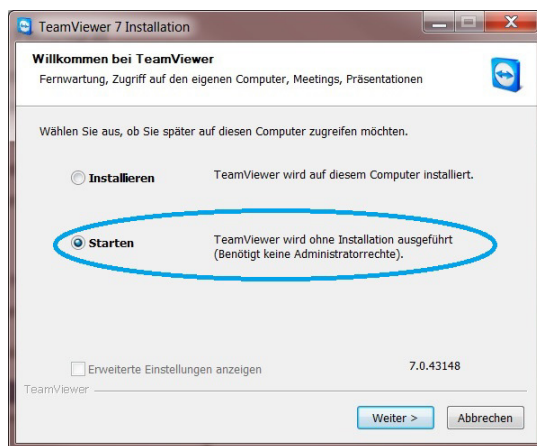 TeamViewer 7 Installation
Willkommen bei TeamViewer
Fernwartung, Zugriff auf den eigenen Computer, Meetings, Präsentationen
Wählen Sie aus, ob Sie später auf diesen Computer zugreifen möchten.
Installieren
TeamViewer wird auf diesem Computer installiert.
Starten
TeamViewer wird ohne Installation ausgeführt
(Benötigt keine Administratorrechte).
Erweiterte Einstellungen anzeigen
7.0.43148
TeamViewer
Weiter >
Abbrechen